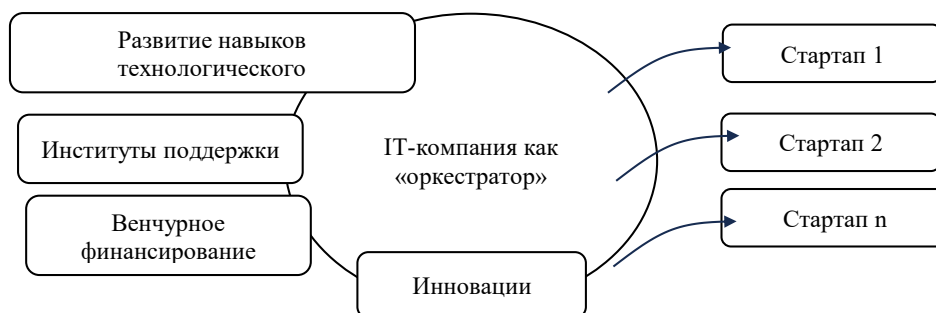 Развитие навыков
технологического
Институты поддержки
Венчурное
финансирование
IT-компания как
«оркестратор»
Инновации
Стартап 1
Стартап 2
Стартап n